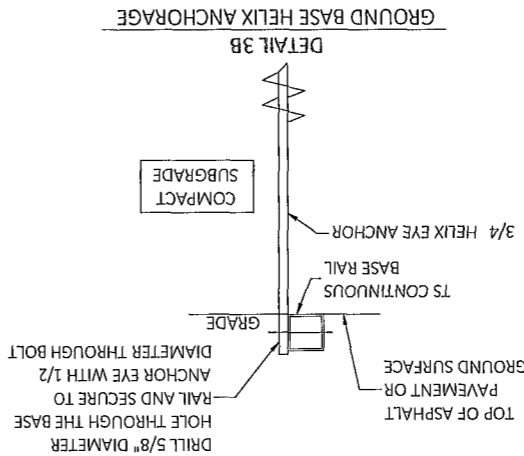 DRILL 5/8" DIAMETER
HOLE THROUGH THE BASE
RAIL AND SECURE TO
ANCHOR EYE WITH 1/2
DIAMETER THROUGH BOLT
TOP OF ASPHALT
PAVEMENT OR
GROUND SURFACE
GRADE
TS CONTINUOUS
BASE RAIL
3/4 HELIX EYE ANCHOR
COMPACT
SUBGRADE
DETAIL 3B
GROUND BASE HELIX ANCHORAGE